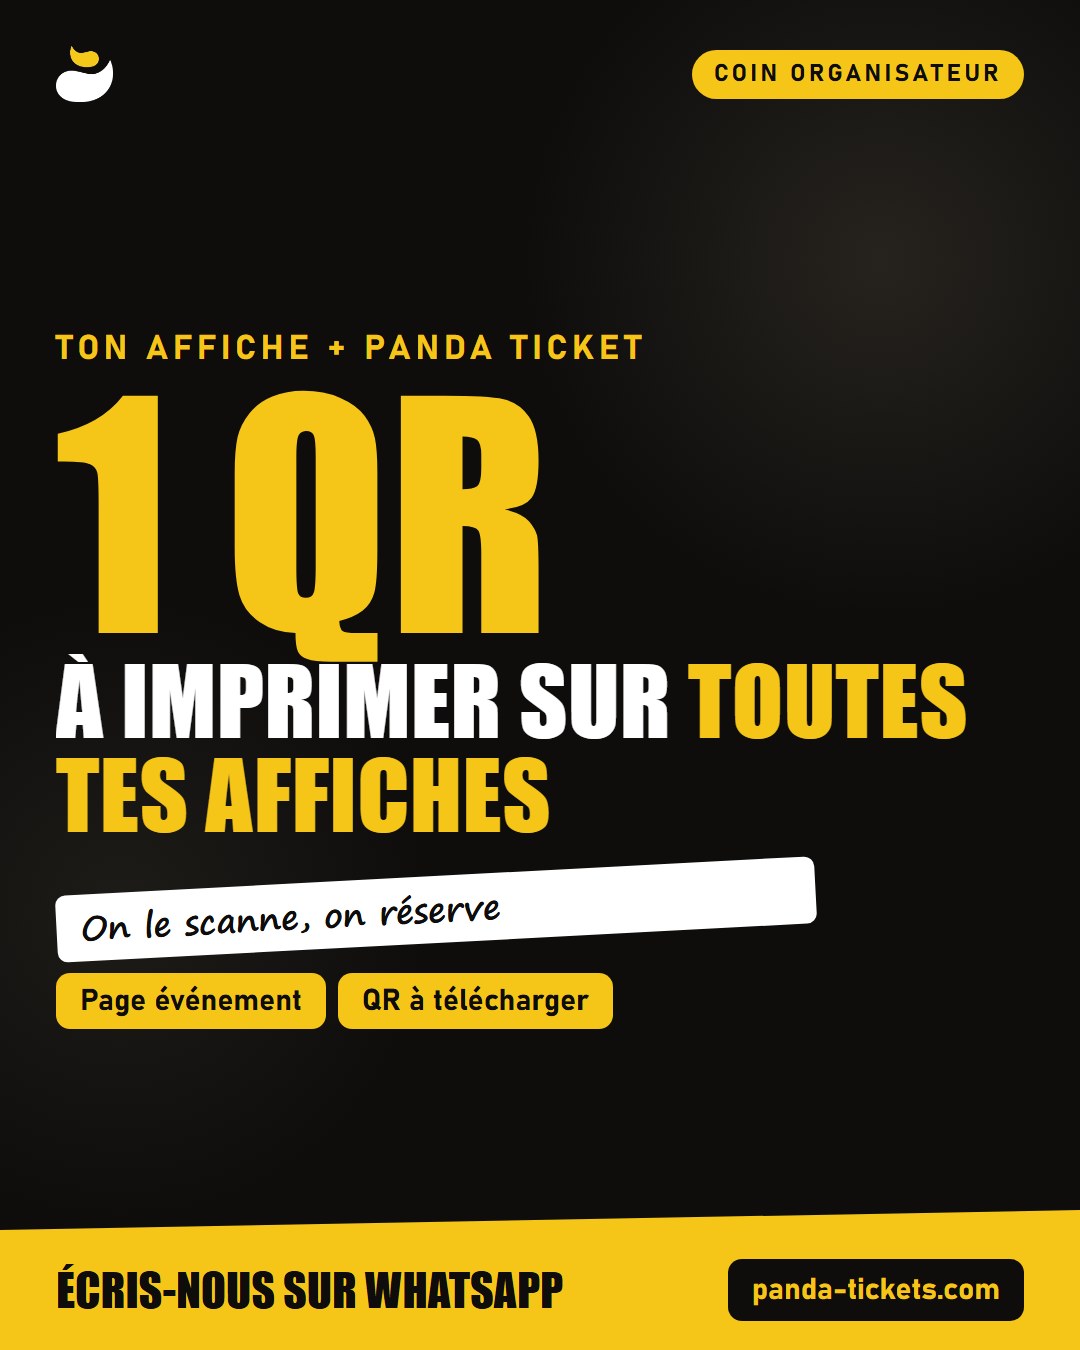 COIN ORGANISATEUR
TON AFFICHE + PANDA TICKET
1 QR
À IMPRIMER SUR TOUTES
TES AFFICHES
On le scanne, on réserve
Page événement
QR à télécharger
ÉCRIS-NOUS SUR WHATSAPP
panda-tickets.com